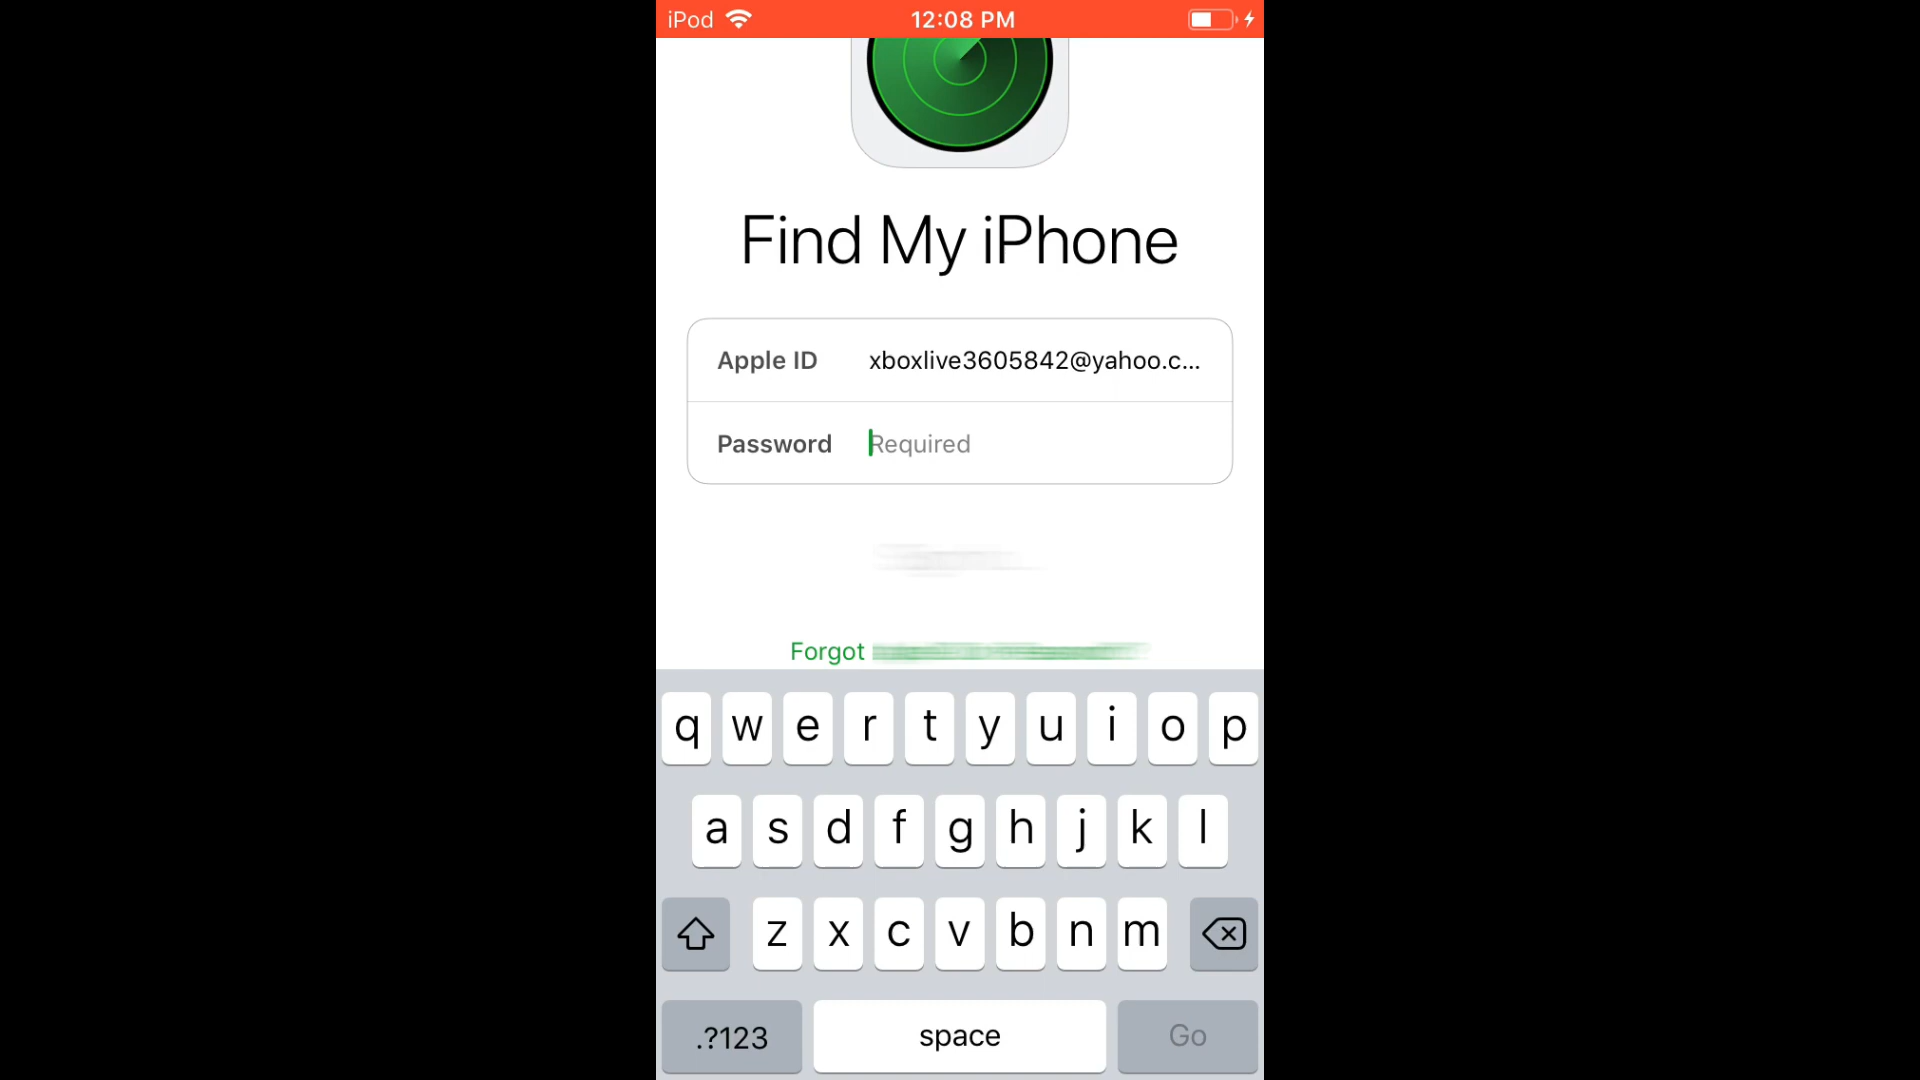 iPod 12:08 PM
Find My iPhone
Apple ID xboxlive3605842@yahoo.c...
Password Required
Forgot
q w e r t y u i o p
a s d f g h j k l
z x c v b n m
.?123 space Go